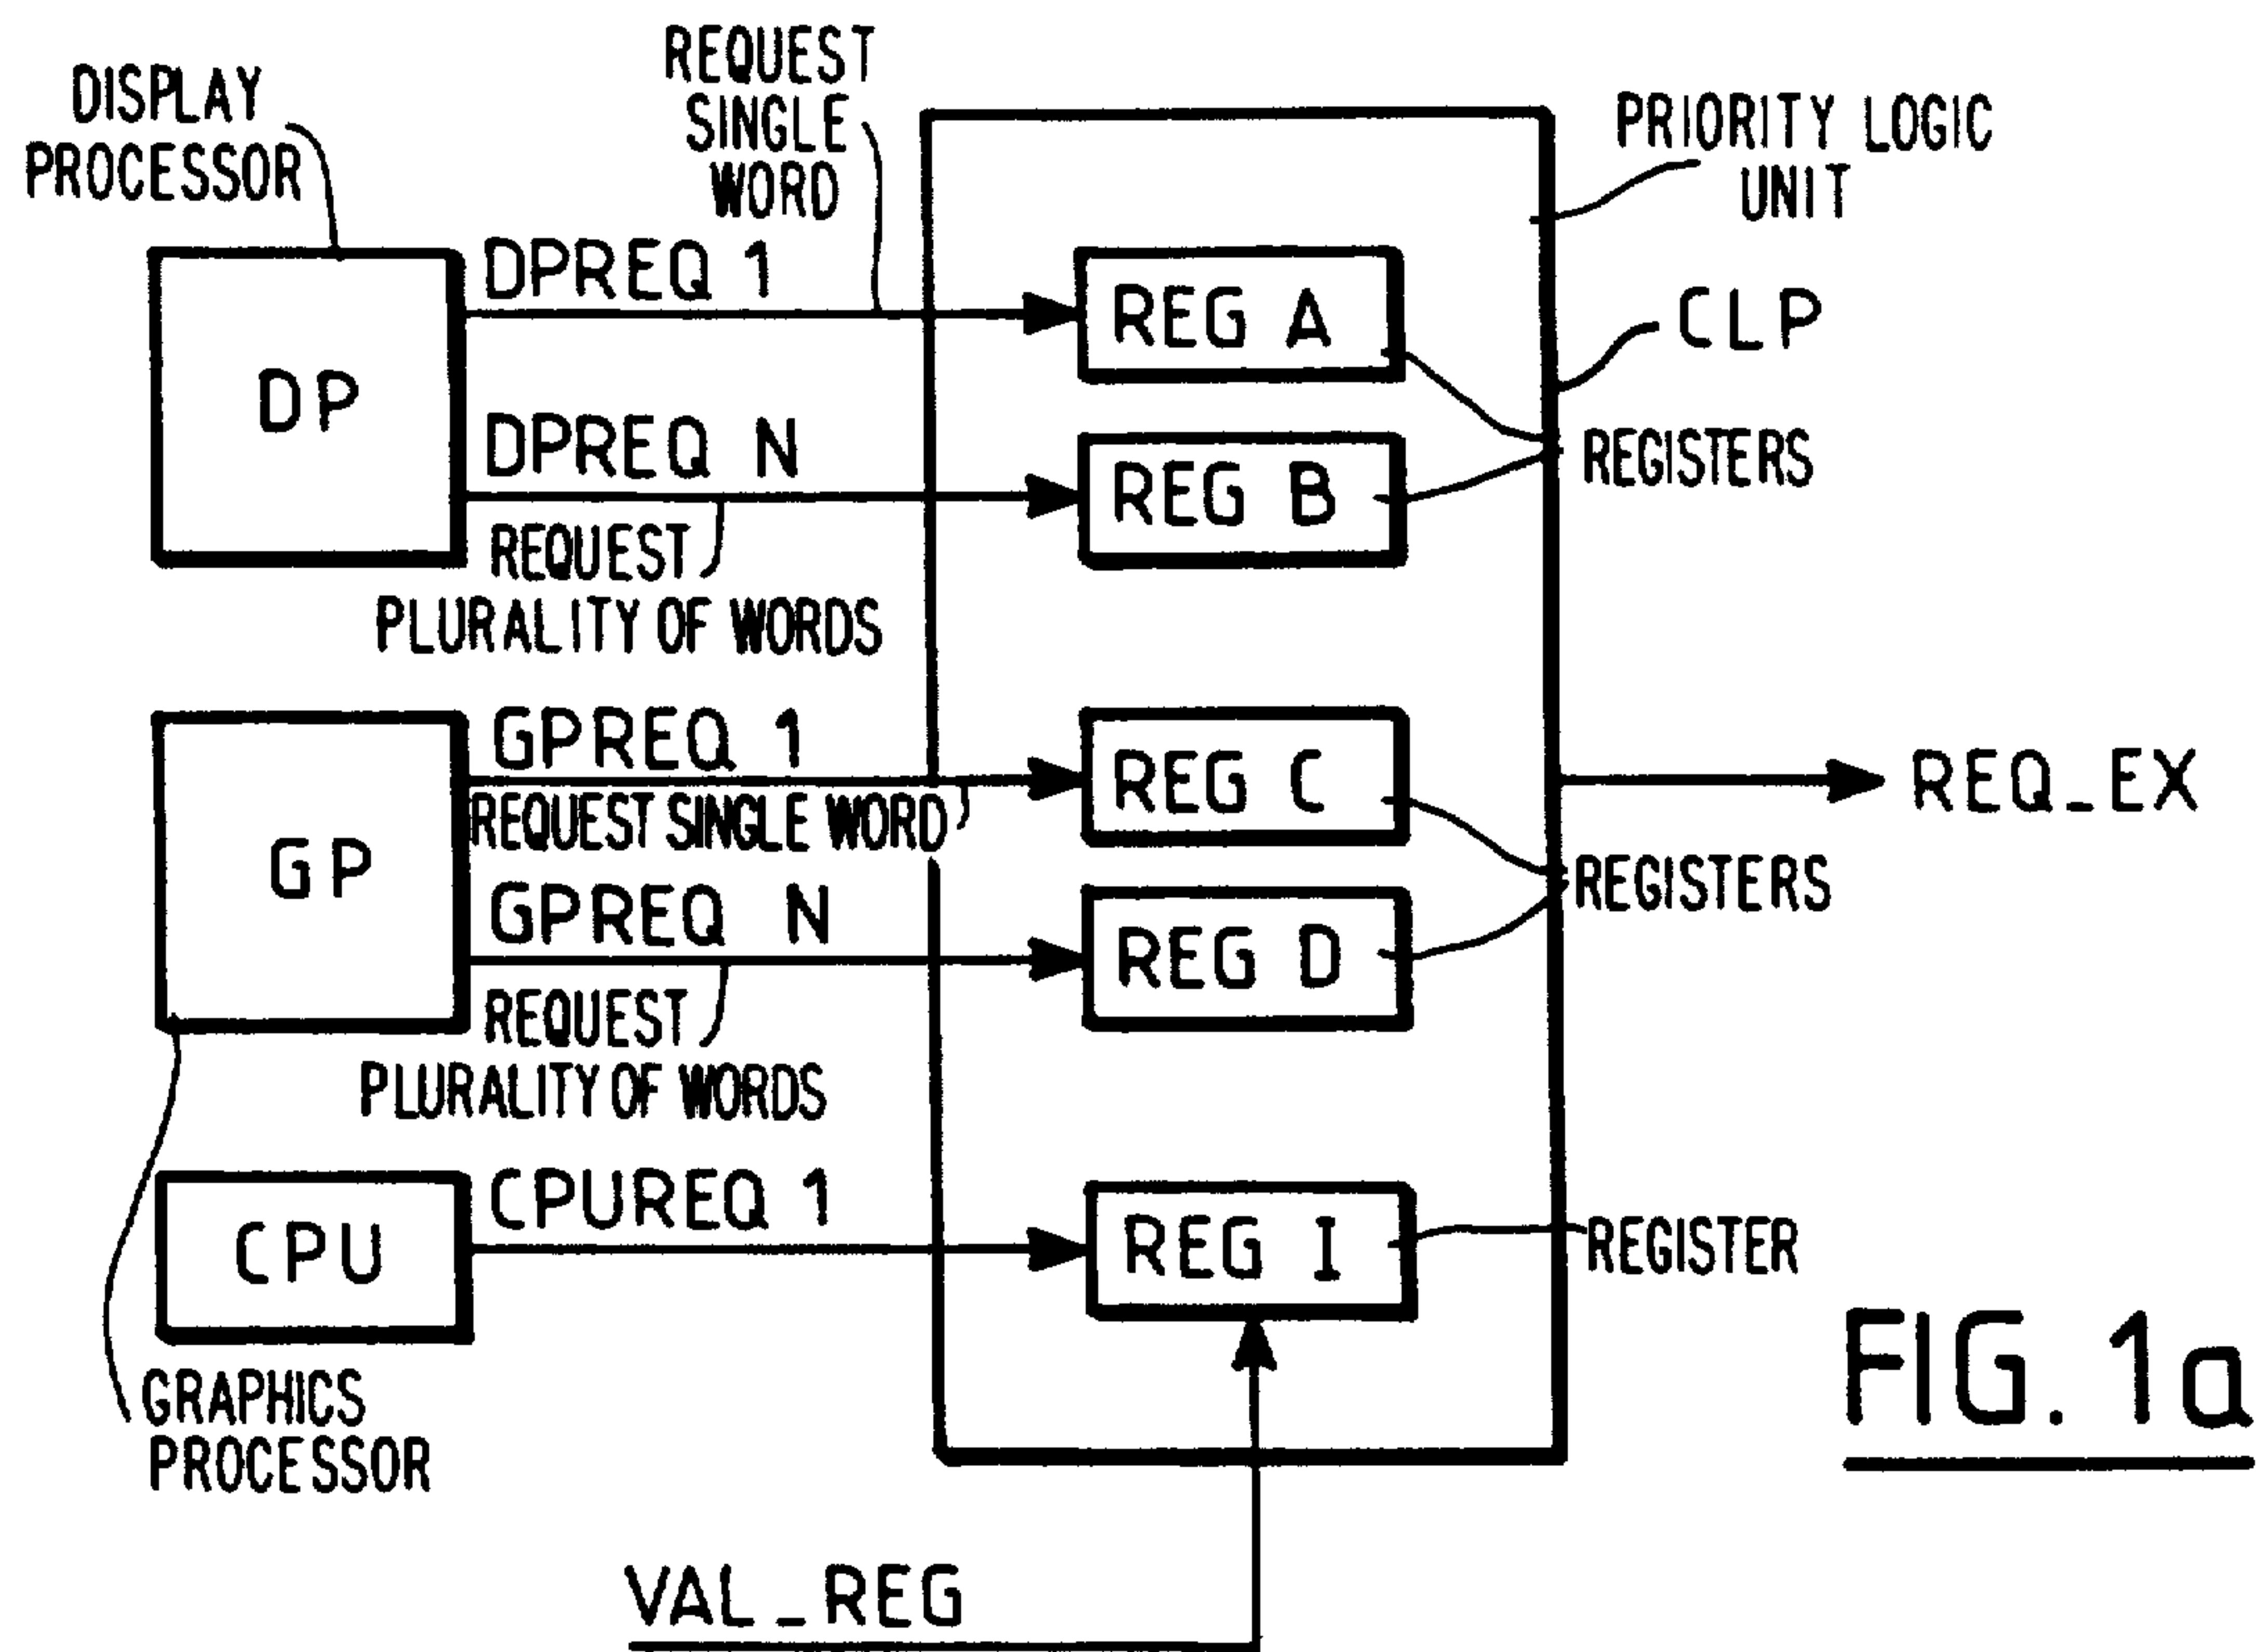 DISPLAY
PROCESSOR
REQUEST
SINGLE
WORD
PRIORITY LOGIC
UNIT
DPREQ 1
REG A
CLP
DP
DPREQ N
REG B
REGISTERS
REQUEST
PLURALITY OF WORDS
GPREQ 1
REG C
REQ_EX
REQUEST SINGLE WORD
GP
REGISTERS
GPREQ N
REG D
REQUEST
PLURALITY OF WORDS
CPUREQ 1
CPU
REG I
REGISTER
GRAPHICS
PROCESSOR
FIG. 1a
VAL_REG